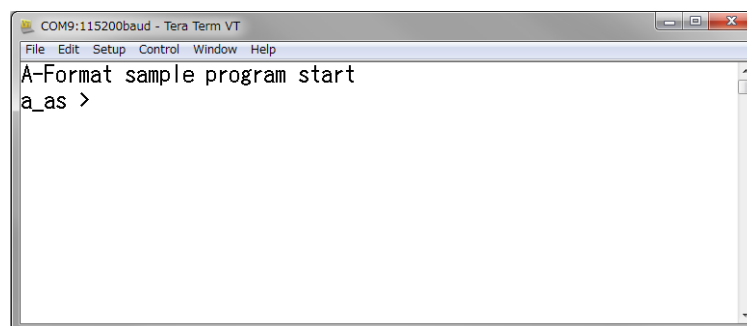 COM9:115200baud - Tera Term VT
File Edit Setup Control Window Help
A-Format sample program start
a_as >